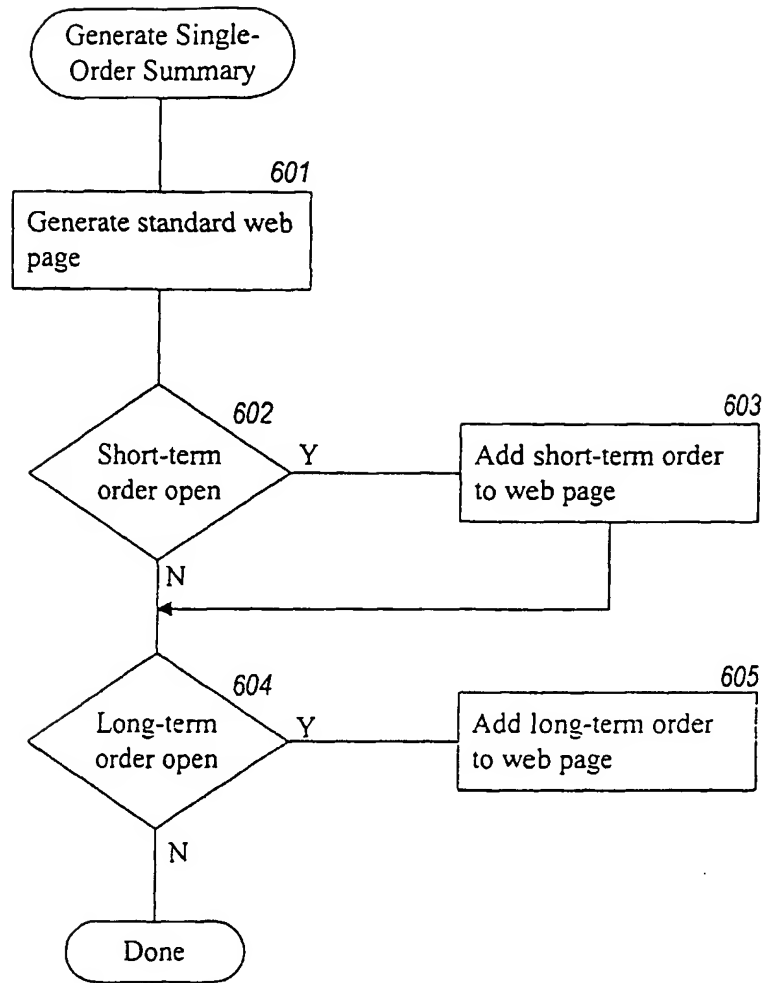 Generate Single-
Order Summary
601
Generate standard web
page
602
Short-term
order open
Y
N
603
Add short-term order
to web page
604
Long-term
order open
Y
N
605
Add long-term order
to web page
Done